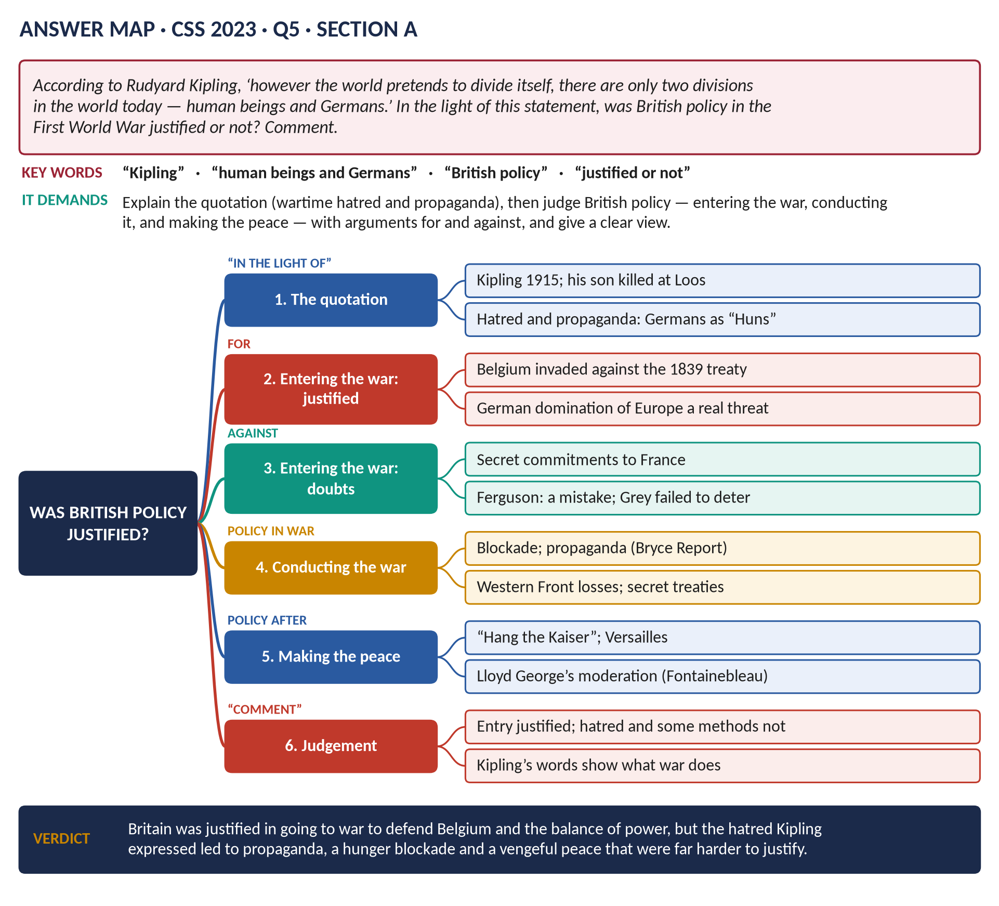 ANSWER MAP · CSS 2023 · Q5 · SECTION A
According to Rudyard Kipling, ‘however the world pretends to divide itself, there are only two divisions
in the world today — human beings and Germans.’ In the light of this statement, was British policy in the
First World War justified or not? Comment.
KEY WORDS “Kipling” · “human beings and Germans” · “British policy” · “justified or not”
IT DEMANDS Explain the quotation (wartime hatred and propaganda), then judge British policy — entering the war, conducting
it, and making the peace — with arguments for and against, and give a clear view.
WAS BRITISH POLICY
JUSTIFIED?
“IN THE LIGHT OF”
1. The quotation
Kipling 1915; his son killed at Loos
Hatred and propaganda: Germans as “Huns”
FOR
2. Entering the war:
justified
Belgium invaded against the 1839 treaty
German domination of Europe a real threat
AGAINST
3. Entering the war:
doubts
Secret commitments to France
Ferguson: a mistake; Grey failed to deter
POLICY IN WAR
4. Conducting the war
Blockade; propaganda (Bryce Report)
Western Front losses; secret treaties
POLICY AFTER
5. Making the peace
“Hang the Kaiser”; Versailles
Lloyd George’s moderation (Fontainebleau)
“COMMENT”
6. Judgement
Entry justified; hatred and some methods not
Kipling’s words show what war does
VERDICT
Britain was justified in going to war to defend Belgium and the balance of power, but the hatred Kipling
expressed led to propaganda, a hunger blockade and a vengeful peace that were far harder to justify.